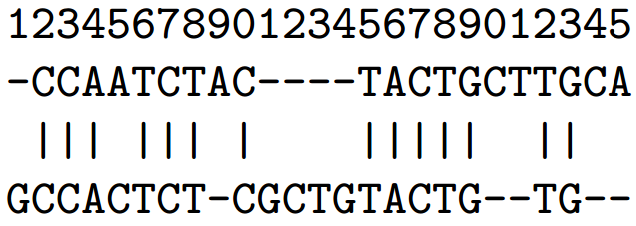 1234567890123456789012345
-CCAATCTAC----TACTGCTTGCA
 ||| ||| |    |||||  ||
GCCACTCT-CGCTGTACTG--TG--